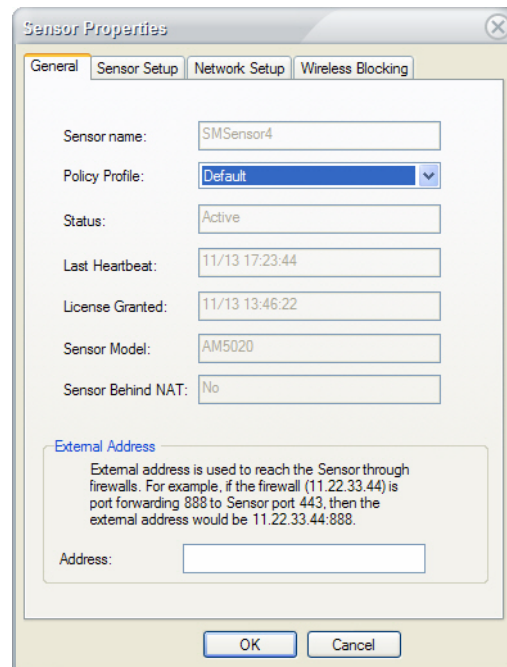 Sensor Properties
General Sensor Setup Network Setup Wireless Blocking
Sensor name: SMSensor4
Policy Profile: Default
Status: Active
Last Heartbeat: 11/13 17:23:44
License Granted: 11/13 13:46:22
Sensor Model: AM5020
Sensor Behind NAT: No
External Address
External address is used to reach the Sensor through
firewalls. For example, if the firewall (11.22.33.44) is
port forwarding 888 to Sensor port 443, then the
external address would be 11.22.33.44:888.
Address:
OK Cancel